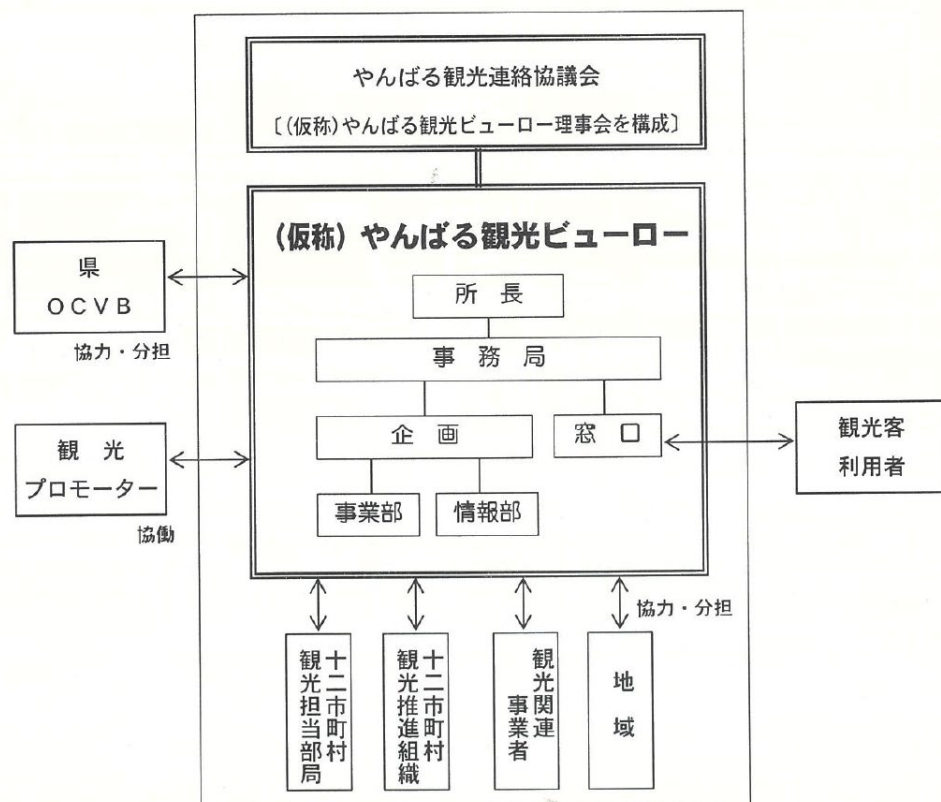 やんばる観光連絡協議会
〔(仮称)やんばる観光ビューロー理事会を構成〕
(仮称)やんばる観光ビューロー
所 長
事 務 局
企 画
窓 口
事業部
情報部
県
OCVB
協力・分担
観 光
プロモーター
協働
観光客
利用者
協力・分担
十二市町村
観光担当部局
十二市町村
観光推進組織
観光関連
事業者
地 域